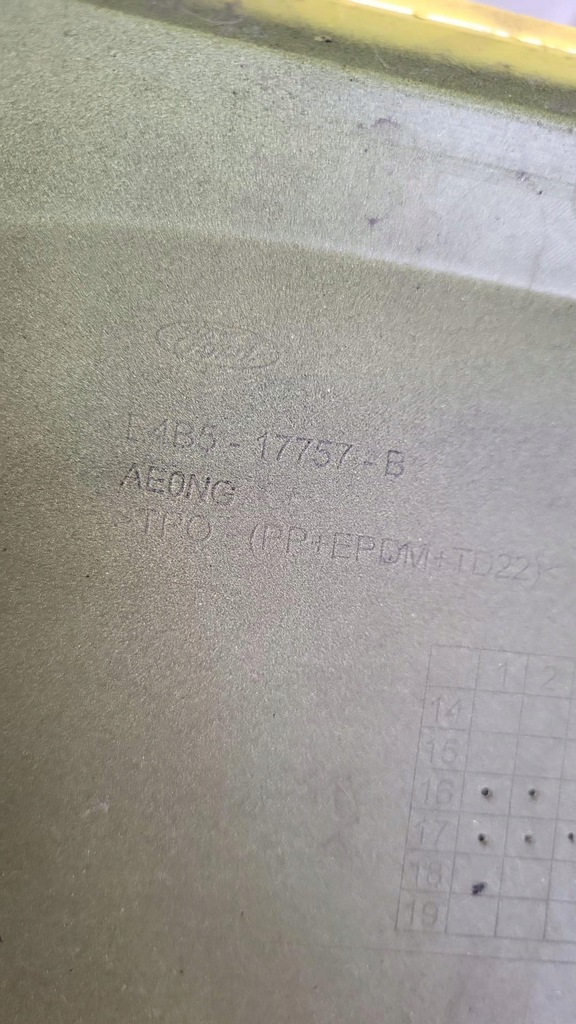 Ford
E4B5 - 17757 - B
AE0NG
>TPO - (PP+EPDM+TD22)<
1 2
14
15
16
17
18
19